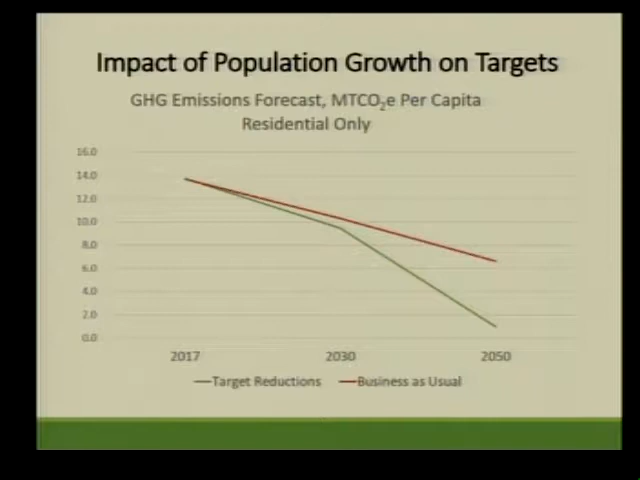 Impact of Population Growth on Targets
GHG Emissions Forecast, MTCO₂e Per Capita
Residential Only
16.0
14.0
12.0
10.0
8.0
6.0
4.0
2.0
0.0
2017 2030 2050
Target Reductions Business as Usual